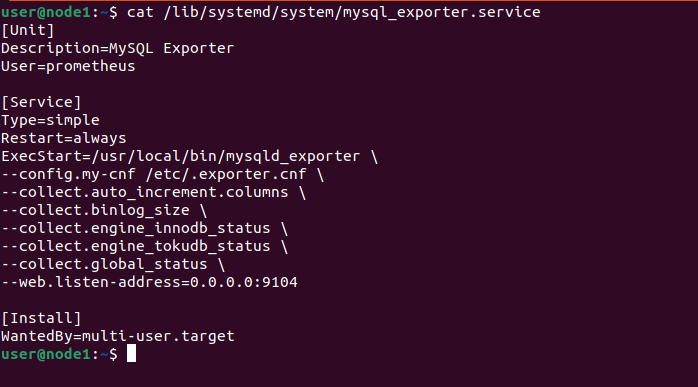 user@node1:~$ cat /lib/systemd/system/mysql_exporter.service
[Unit]
Description=MySQL Exporter
User=prometheus

[Service]
Type=simple
Restart=always
ExecStart=/usr/local/bin/mysqld_exporter \
--config.my-cnf /etc/.exporter.cnf \
--collect.auto_increment.columns \
--collect.binlog_size \
--collect.engine_innodb_status \
--collect.engine_tokudb_status \
--collect.global_status \
--web.listen-address=0.0.0.0:9104

[Install]
WantedBy=multi-user.target
user@node1:~$